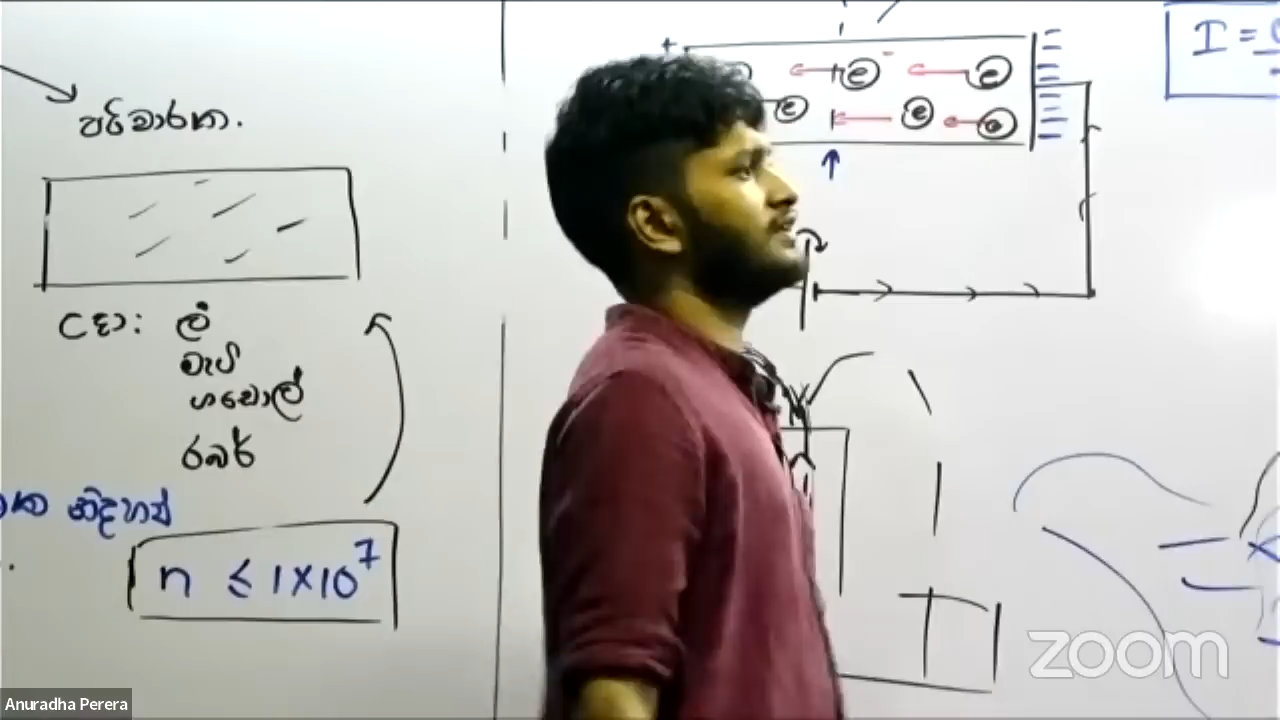 පරිවාරක.
උදා: ලී
මැටි
ගඩොල්
රබර්
නිදහස්
n ≤ 1×10⁷
+
e -
e
e
e
e
I =
zoom
Anuradha Perera